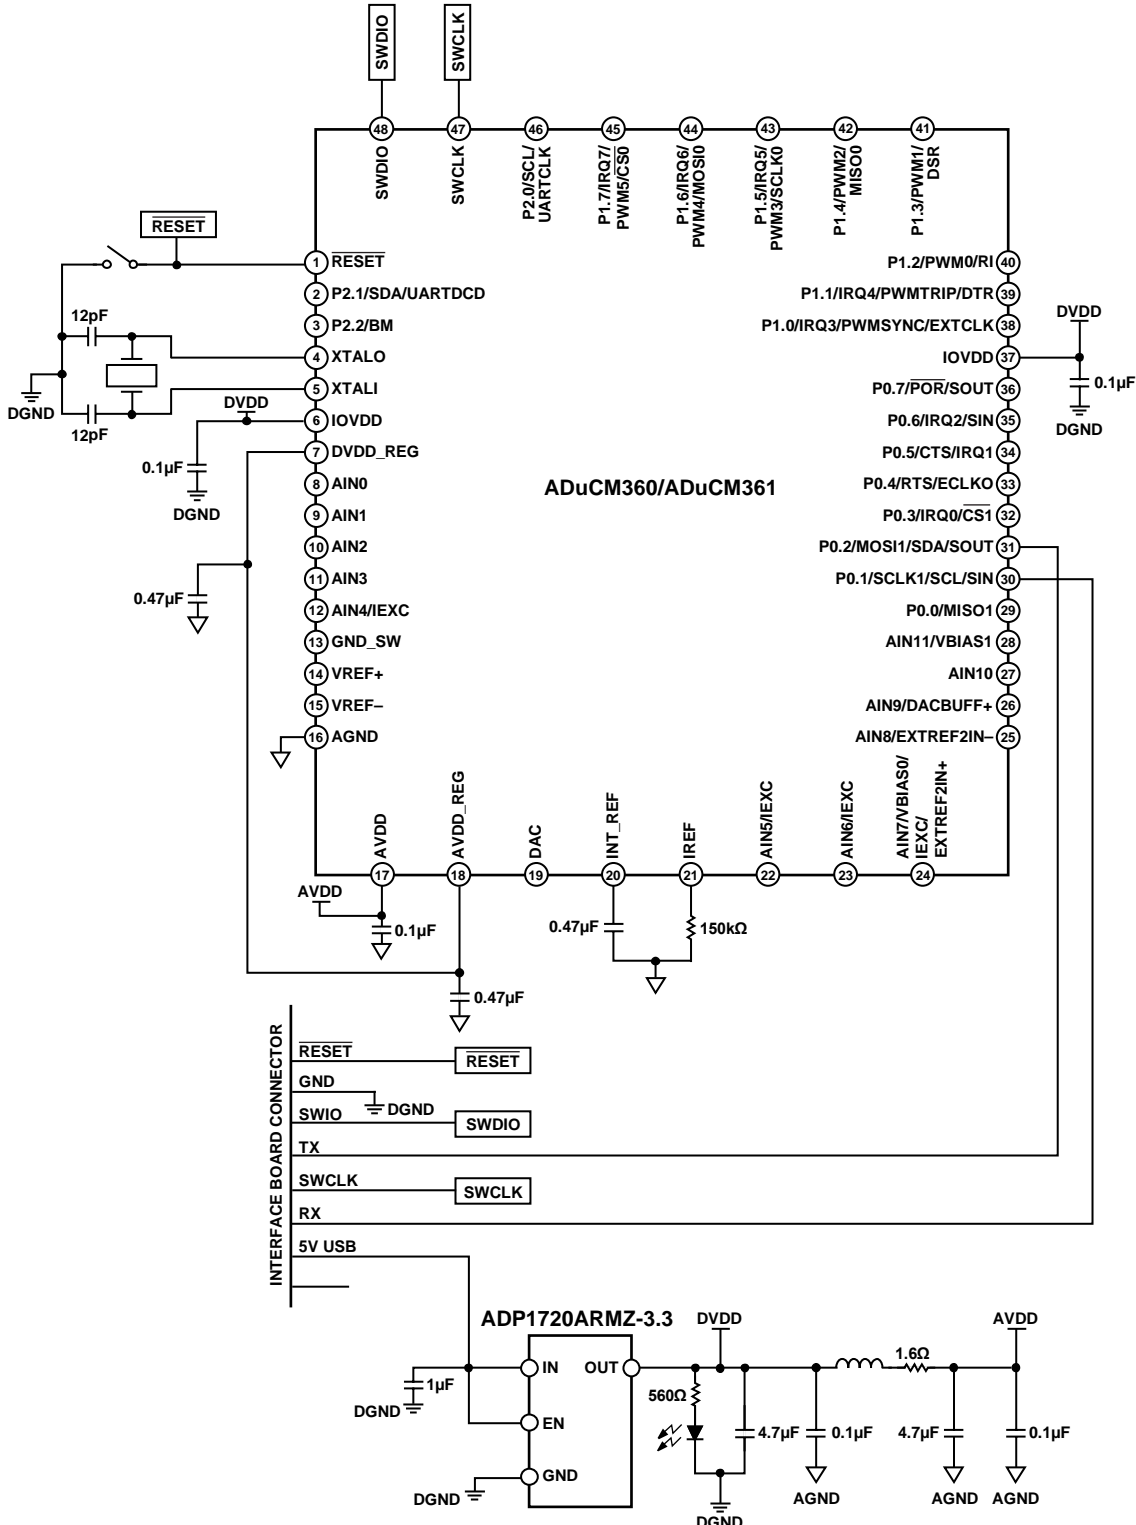 SWDIO
SWCLK
48
47
46
45
44
43
42
41
SWDIO
SWCLK
P2.0/SCL/
UARTCLK
P1.7/IRQ7/
PWM5/CS0
P1.6/IRQ6/
PWM4/MOSI0
P1.5/IRQ5/
PWM3/SCLK0
P1.4/PWM2/
MISO0
P1.3/PWM1/
DSR
RESET
1 RESET
2 P2.1/SDA/UARTDCD
3 P2.2/BM
4 XTALO
5 XTALI
6 IOVDD
7 DVDD_REG
8 AIN0
9 AIN1
10 AIN2
11 AIN3
12 AIN4/IEXC
13 GND_SW
14 VREF+
15 VREF–
16 AGND
12pF
DGND
12pF
DVDD
0.1µF
DGND
0.47µF
ADuCM360/ADuCM361
P1.2/PWM0/RI 40
P1.1/IRQ4/PWMTRIP/DTR 39
P1.0/IRQ3/PWMSYNC/EXTCLK 38
IOVDD 37
P0.7/POR/SOUT 36
P0.6/IRQ2/SIN 35
P0.5/CTS/IRQ1 34
P0.4/RTS/ECLKO 33
P0.3/IRQ0/CS1 32
P0.2/MOSI1/SDA/SOUT 31
P0.1/SCLK1/SCL/SIN 30
P0.0/MISO1 29
AIN11/VBIAS1 28
AIN10 27
AIN9/DACBUFF+ 26
AIN8/EXTREF2IN– 25
DVDD
0.1µF
DGND
AVDD
AVDD_REG
DAC
INT_REF
IREF
AIN5/IEXC
AIN6/IEXC
AIN7/VBIAS0/
IEXC/
EXTREF2IN+
17
18
19
20
21
22
23
24
AVDD
0.1µF
0.47µF
150kΩ
0.47µF
INTERFACE BOARD CONNECTOR
RESET
RESET
GND
DGND
SWIO
SWDIO
TX
SWCLK
SWCLK
RX
5V USB
ADP1720ARMZ-3.3
DVDD
AVDD
IN
OUT
EN
GND
1µF
DGND
DGND
560Ω
4.7µF
0.1µF
1.6Ω
4.7µF
0.1µF
AGND
AGND
AGND
DGND